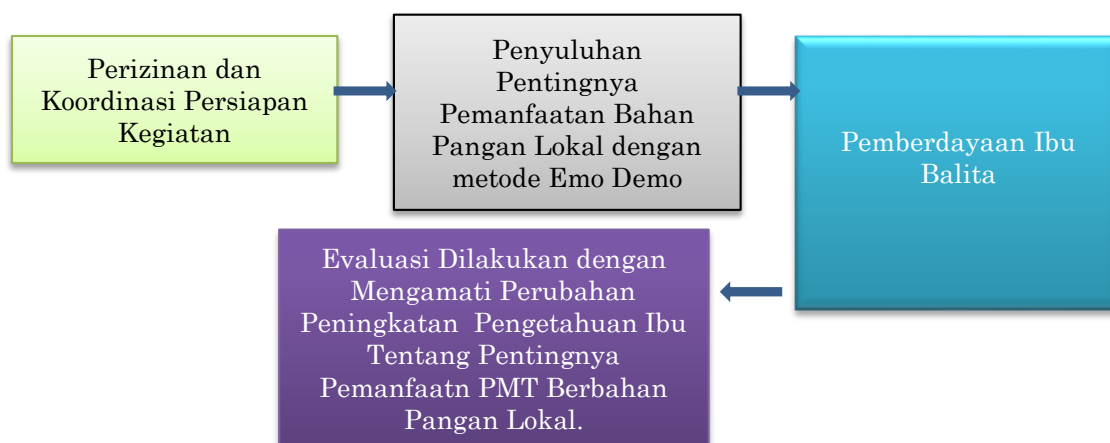 Perizinan dan
Koordinasi Persiapan
Kegiatan
Penyuluhan
Pentingnya
Pemanfaatan Bahan
Pangan Lokal dengan
metode Emo Demo
Pemberdayaan Ibu
Balita
Evaluasi Dilakukan dengan
Mengamati Perubahan
Peningkatan Pengetahuan Ibu
Tentang Pentingnya
Pemanfaatn PMT Berbahan
Pangan Lokal.